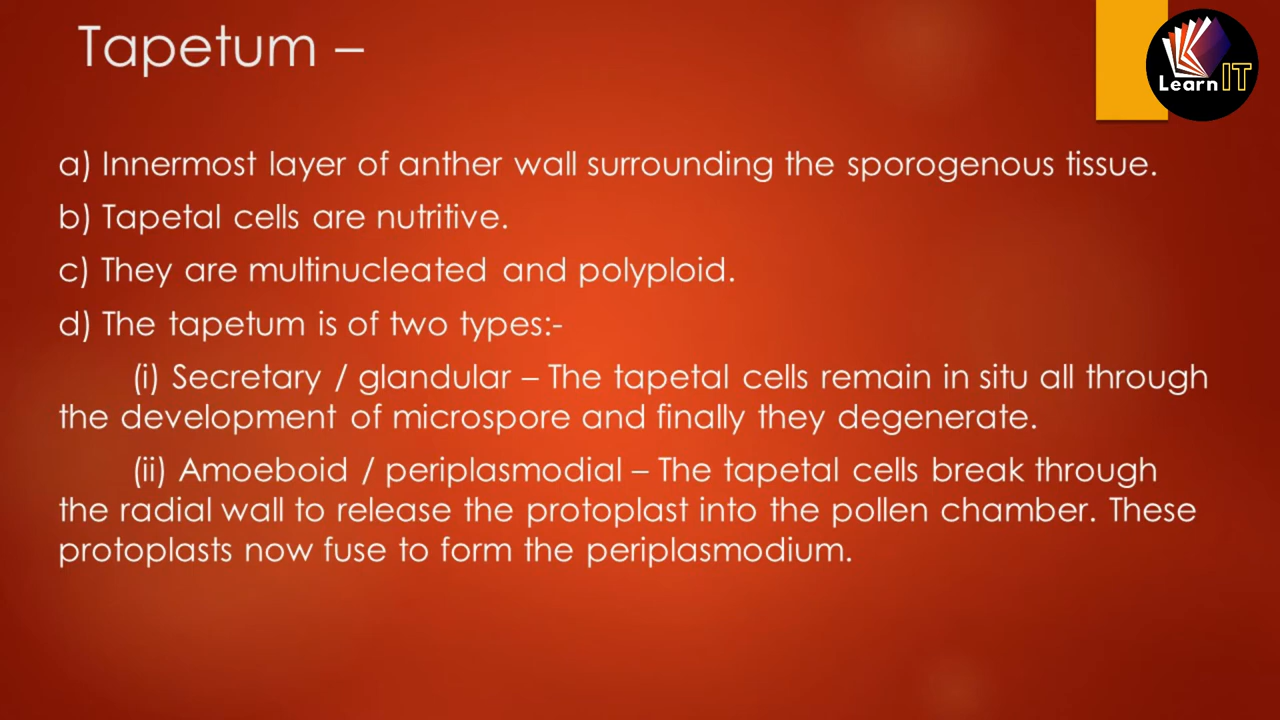 Tapetum –
Learn IT
a) Innermost layer of anther wall surrounding the sporogenous tissue.
b) Tapetal cells are nutritive.
c) They are multinucleated and polyploid.
d) The tapetum is of two types:-
(i) Secretary / glandular – The tapetal cells remain in situ all through
the development of microspore and finally they degenerate.
(ii) Amoeboid / periplasmodial – The tapetal cells break through
the radial wall to release the protoplast into the pollen chamber. These
protoplasts now fuse to form the periplasmodium.